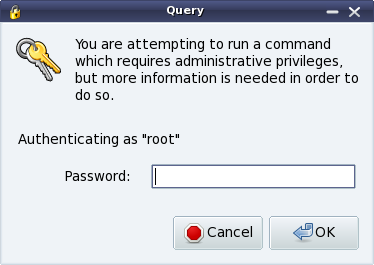 Query
You are attempting to run a command
which requires administrative privileges,
but more information is needed in order to
do so.
Authenticating as "root"
Password:
Cancel
OK